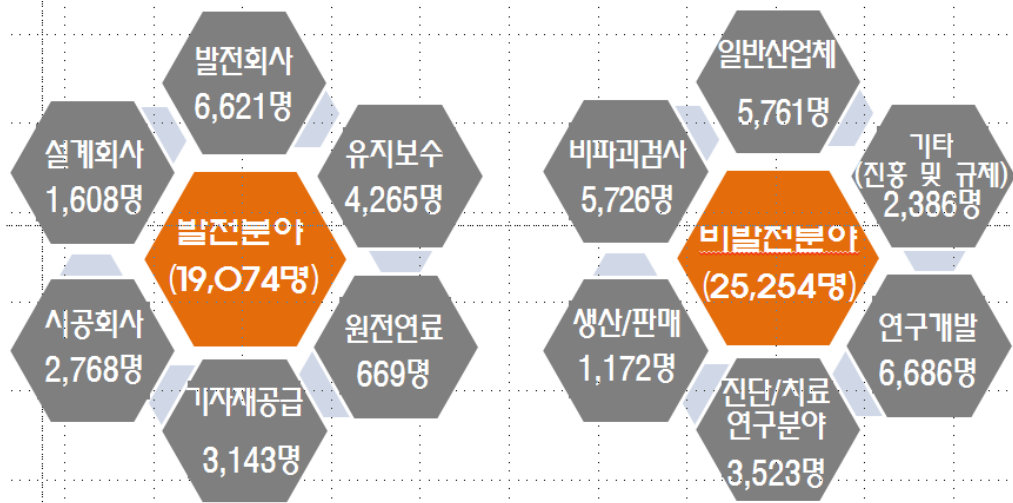 발전회사
6,621명
설계회사
1,608명
유지보수
4,265명
발전분야
(19,074명)
시공회사
2,768명
원전연료
669명
기자재공급
3,143명
일반산업체
5,761명
비파괴검사
5,726명
기타
(진흥 및 규제)
2,386명
비발전분야
(25,254명)
생산/판매
1,172명
연구개발
6,686명
진단/치료
연구분야
3,523명